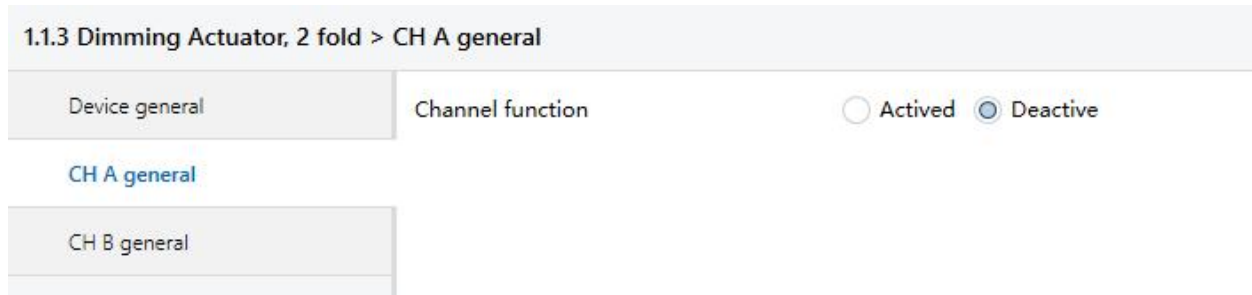 1.1.3 Dimming Actuator, 2 fold > CH A general
Device general
Channel function Actived Deactive
CH A general
CH B general